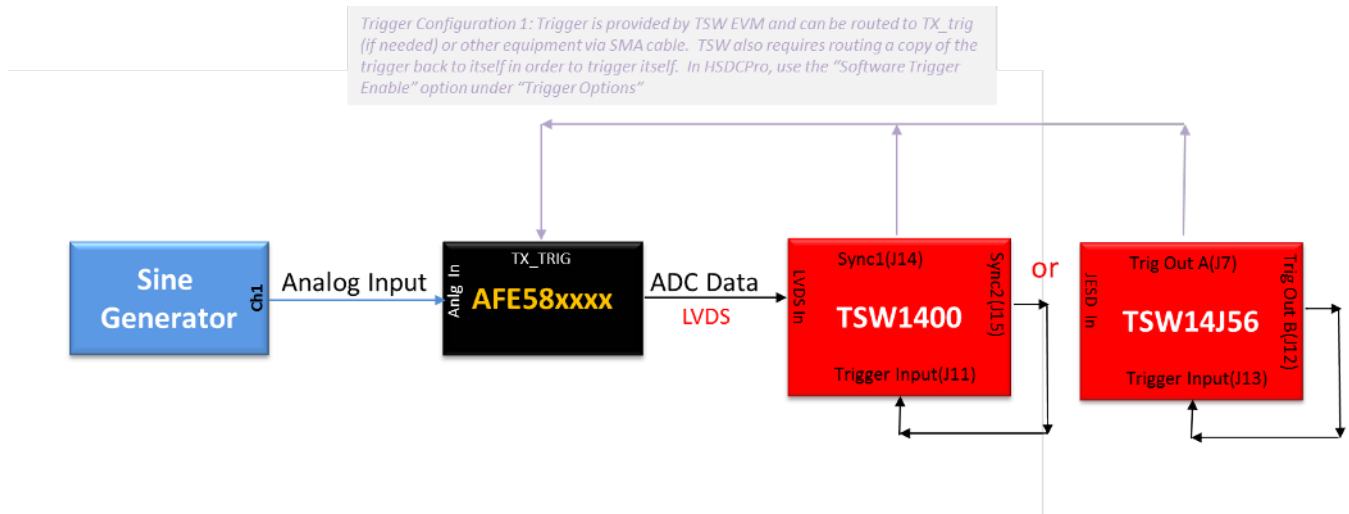 Trigger Configuration 1: Trigger is provided by TSW EVM and can be routed to TX_trig
(if needed) or other equipment via SMA cable.  TSW also requires routing a copy of the
trigger back to itself in order to trigger itself.  In HSDCPro, use the “Software Trigger
Enable” option under “Trigger Options”
Sine
Generator
Ch1
Analog Input
Anlg In
TX_TRIG
AFE58xxxx
ADC Data
LVDS
LVDS In
Sync1(J14)
TSW1400
Sync2 (J15)
Trigger Input(J11)
or
JESD In
Trig Out A(J7)
TSW14J56
Trig Out B(J12)
Trigger Input(J13)